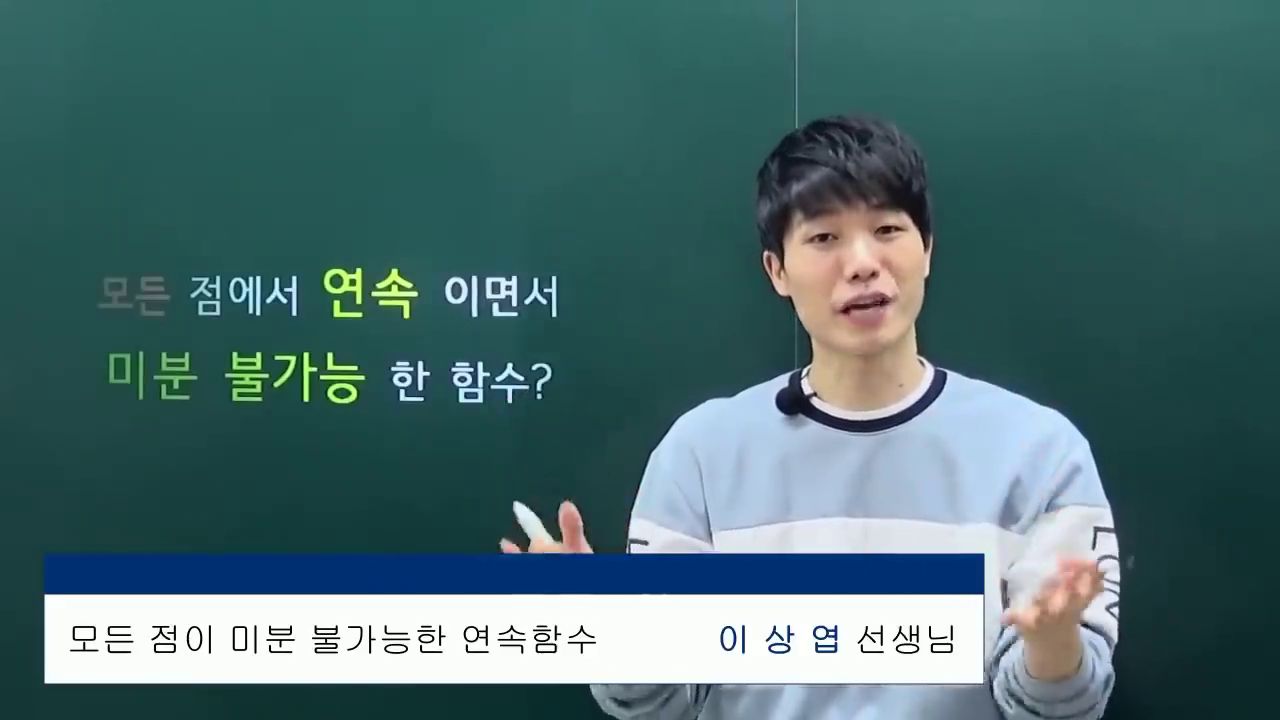 모든 점에서 연속 이면서
미분 불가능 한 함수?
모든 점이 미분 불가능한 연속함수
이 상 엽 선생님